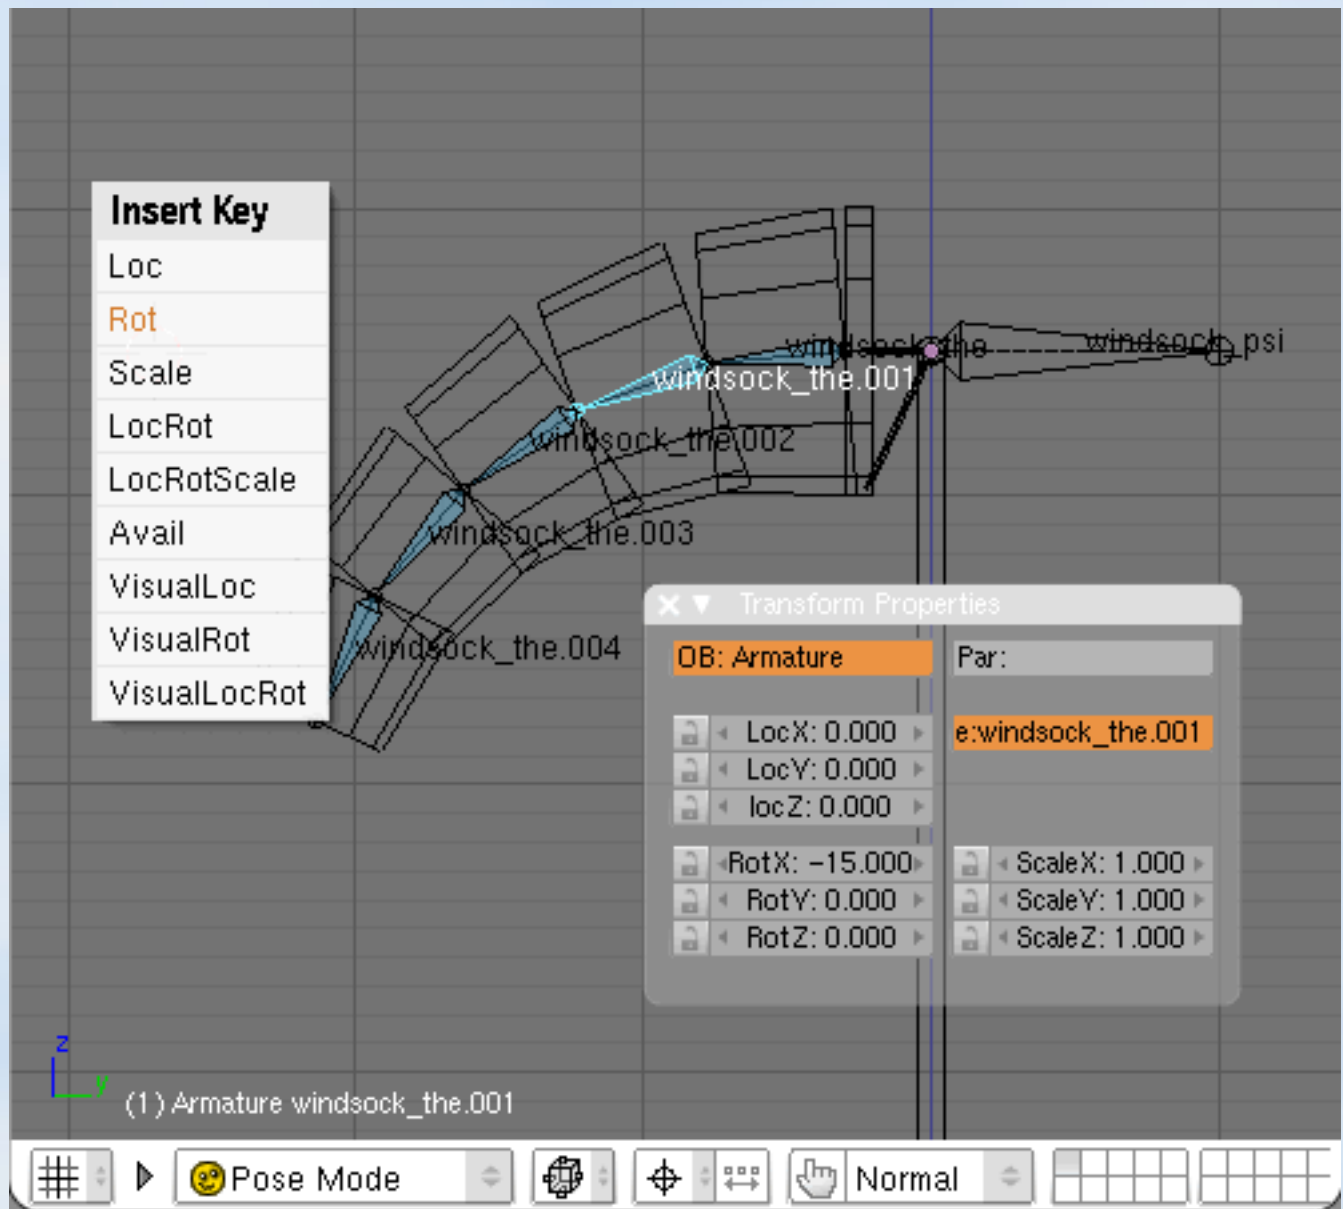 Insert Key
Loc
Rot
Scale
LocRot
LocRotScale
Avail
VisualLoc
VisualRot
VisualLocRot
windsock_the
windsock_psi
windsock_the.001
windsock_the.002
windsock_the.003
windsock_the.004
Transform Properties
OB: Armature
Par:
LocX: 0.000
e:windsock_the.001
LocY: 0.000
locZ: 0.000
RotX: -15.000
ScaleX: 1.000
RotY: 0.000
ScaleY: 1.000
RotZ: 0.000
ScaleZ: 1.000
z
y
(1) Armature windsock_the.001
Pose Mode
Normal